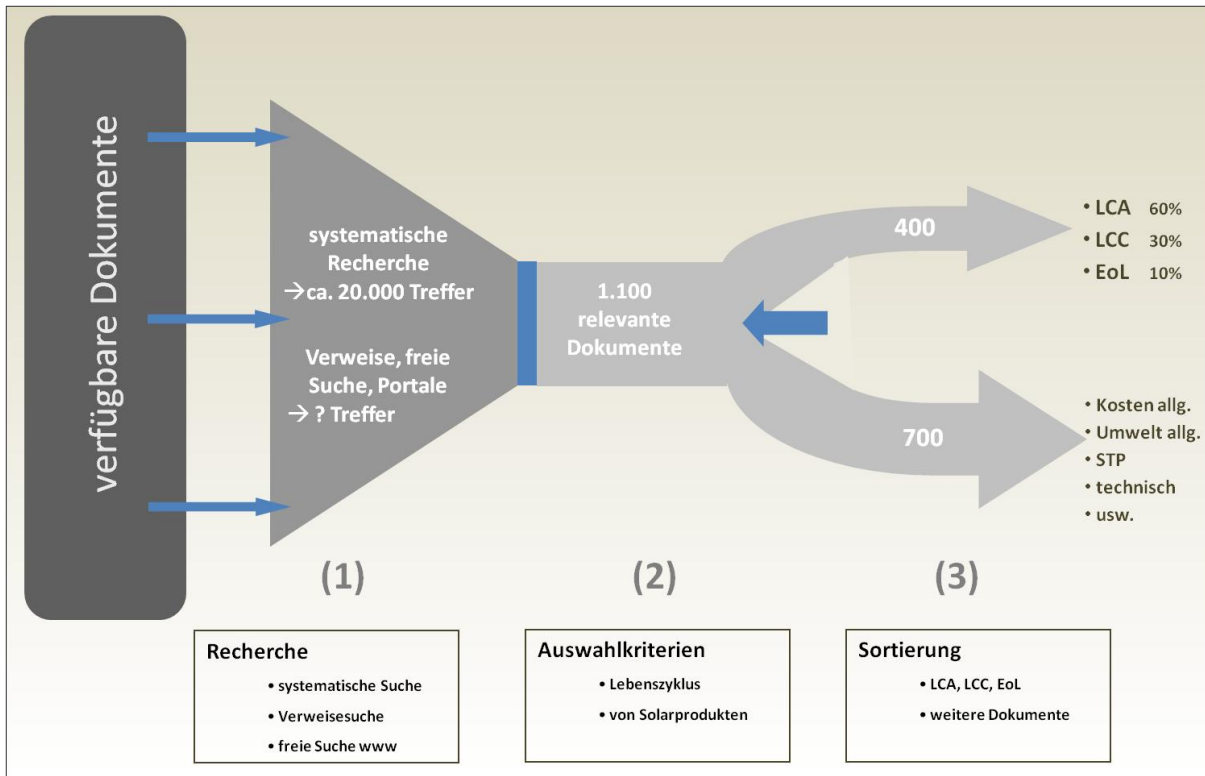 verfügbare Dokumente
systematische
Recherche
→ca. 20.000 Treffer
Verweise, freie
Suche, Portale
→ ? Treffer
1.100
relevante
Dokumente
400
700
• LCA 60%
• LCC 30%
• EoL 10%
• Kosten allg.
• Umwelt allg.
• STP
• technisch
• usw.
(1)
(2)
(3)
Recherche
• systematische Suche
• Verweisesuche
• freie Suche www
Auswahlkriterien
• Lebenszyklus
• von Solarprodukten
Sortierung
• LCA, LCC, EoL
• weitere Dokumente